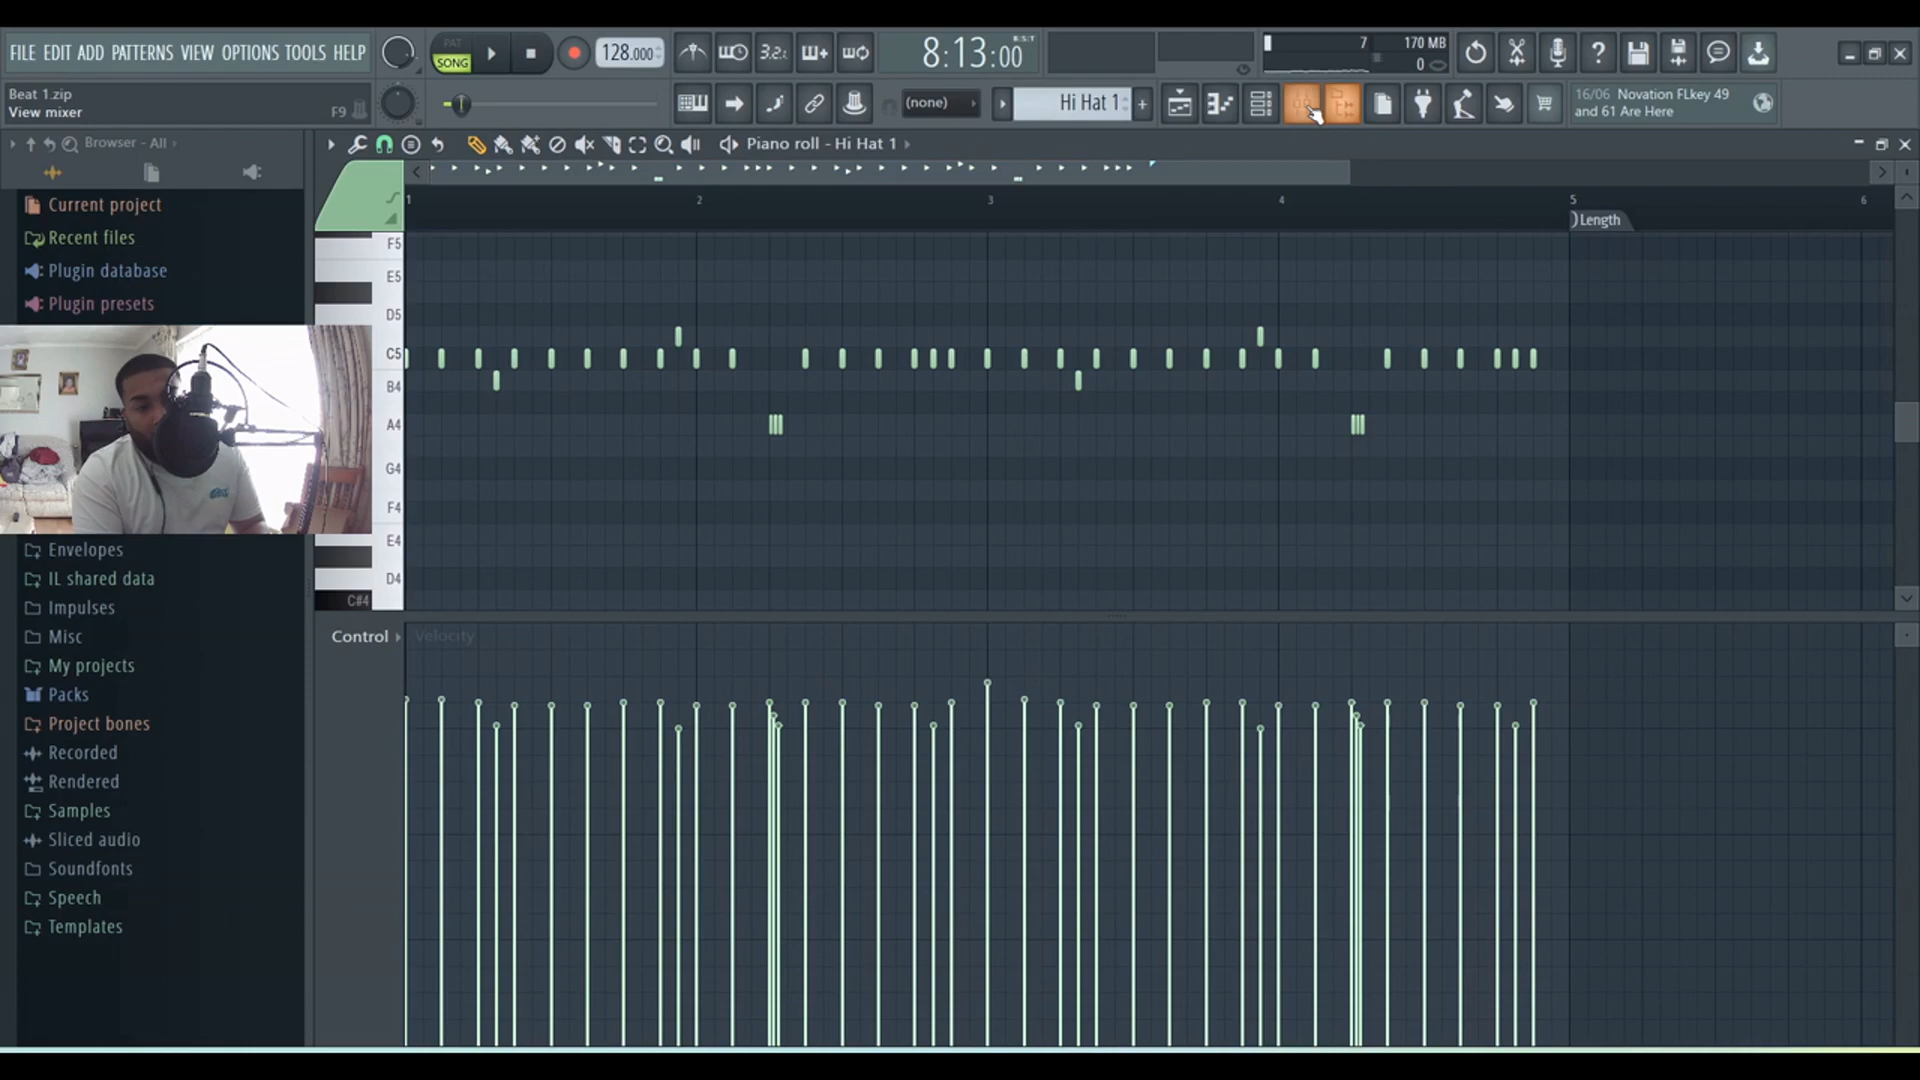 FILE EDIT ADD PATTERNS VIEW OPTIONS TOOLS HELP
PAT
SONG
128.000
3.2.
8:13:00
B:S:T
7
170 MB
0
Beat 1.zip
View mixer
F9
(none)
Hi Hat 1
16/06 Novation FLkey 49
and 61 Are Here
Browser - All
Piano roll - Hi Hat 1
1
2
3
4
5
6
Length
Current project
Recent files
Plugin database
Plugin presets
Envelopes
IL shared data
Impulses
Misc
My projects
Packs
Project bones
Recorded
Rendered
Samples
Sliced audio
Soundfonts
Speech
Templates
F5
E5
D5
C5
B4
A4
G4
F4
E4
D4
C#4
Control
Velocity